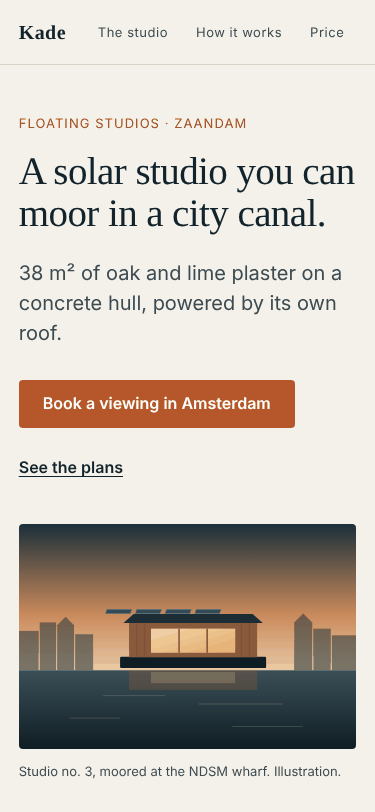 Kade
The studio
How it works
Price
FLOATING STUDIOS · ZAANDAM
A solar studio you can
moor in a city canal.
38 m² of oak and lime plaster on a
concrete hull, powered by its own
roof.
Book a viewing in Amsterdam
See the plans
Studio no. 3, moored at the NDSM wharf. Illustration.